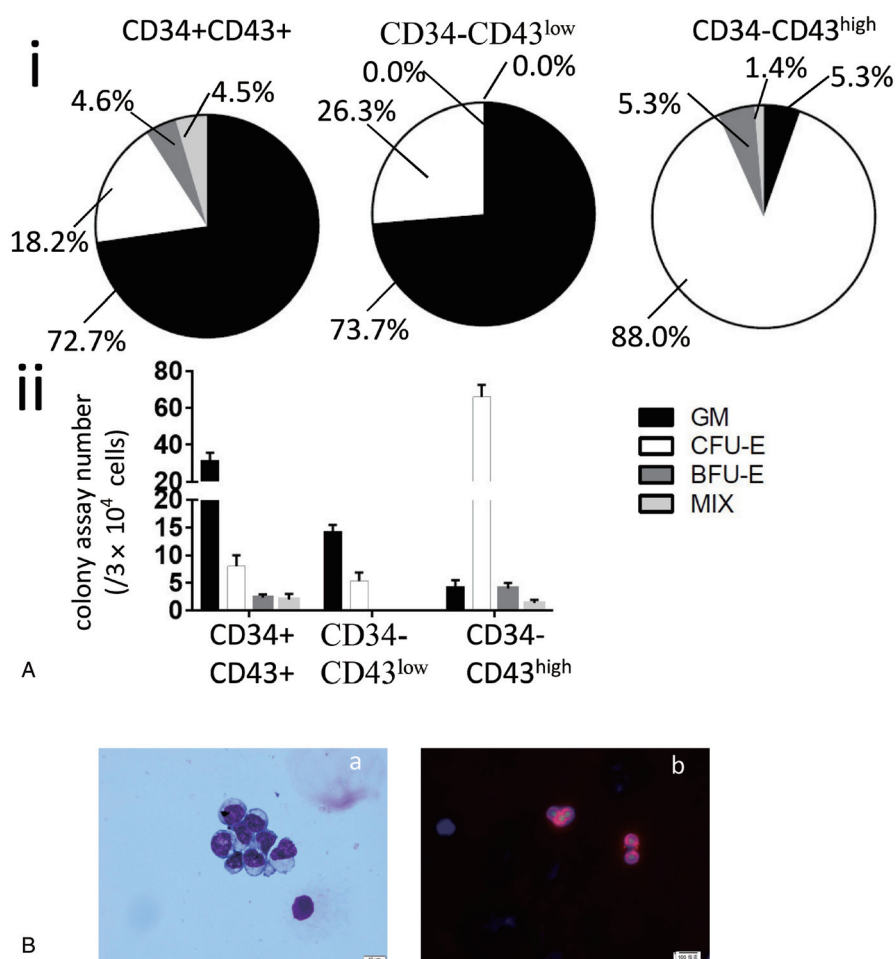 i
CD34+CD43+
4.6%
4.5%
18.2%
72.7%
CD34-CD43low
0.0%
0.0%
26.3%
73.7%
CD34-CD43high
1.4%
5.3%
5.3%
88.0%
ii
colony assay number
(/3 × 10⁴ cells)
80
60
40
20
20
15
10
5
0
CD34+
CD43+
CD34-
CD43low
CD34-
CD43high
GM
CFU-E
BFU-E
MIX
A
a
b
B